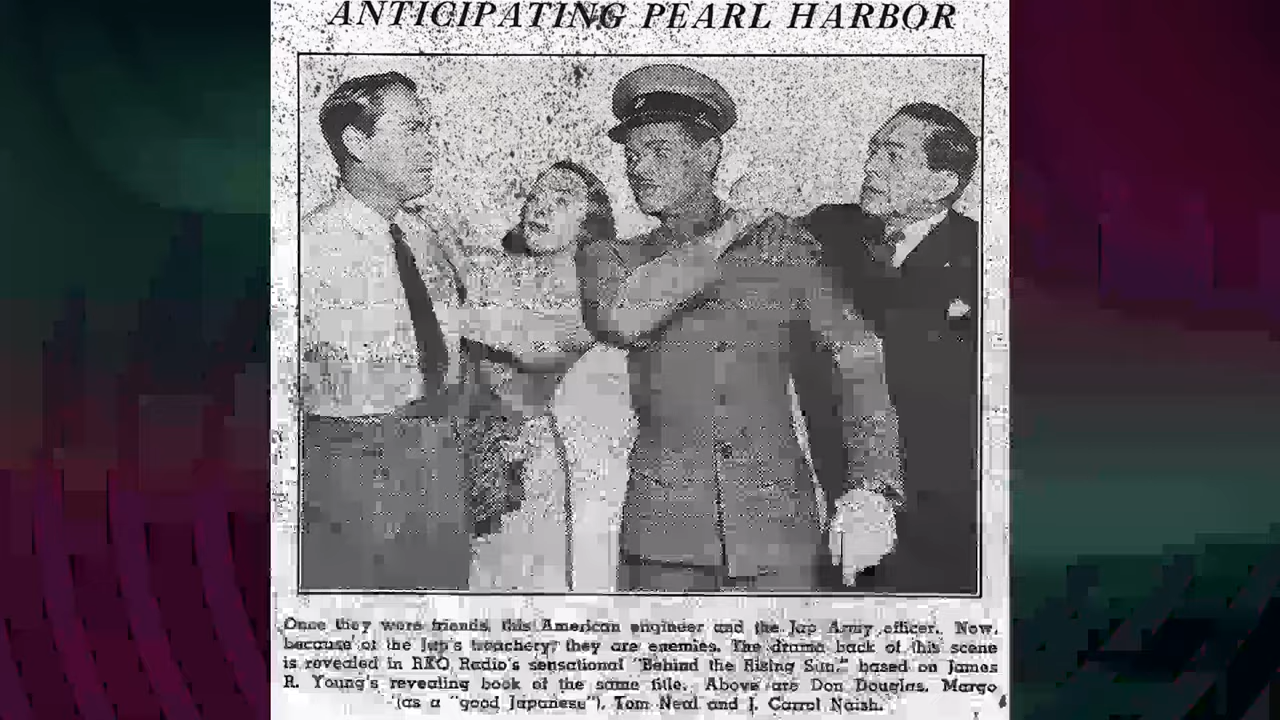 ANTICIPATING PEARL HARBOR
Once they were friends, this American engineer and the Jap Army officer. Now,
because of the Jap's treachery, they are enemies. The drama back of this scene
is revealed in RKO Radio's sensational "Behind the Rising Sun," based on James
R. Young's revealing book of the same title. Above are Don Douglas, Margo
(as a "good Japanese"), Tom Neal and J. Carrol Naish.